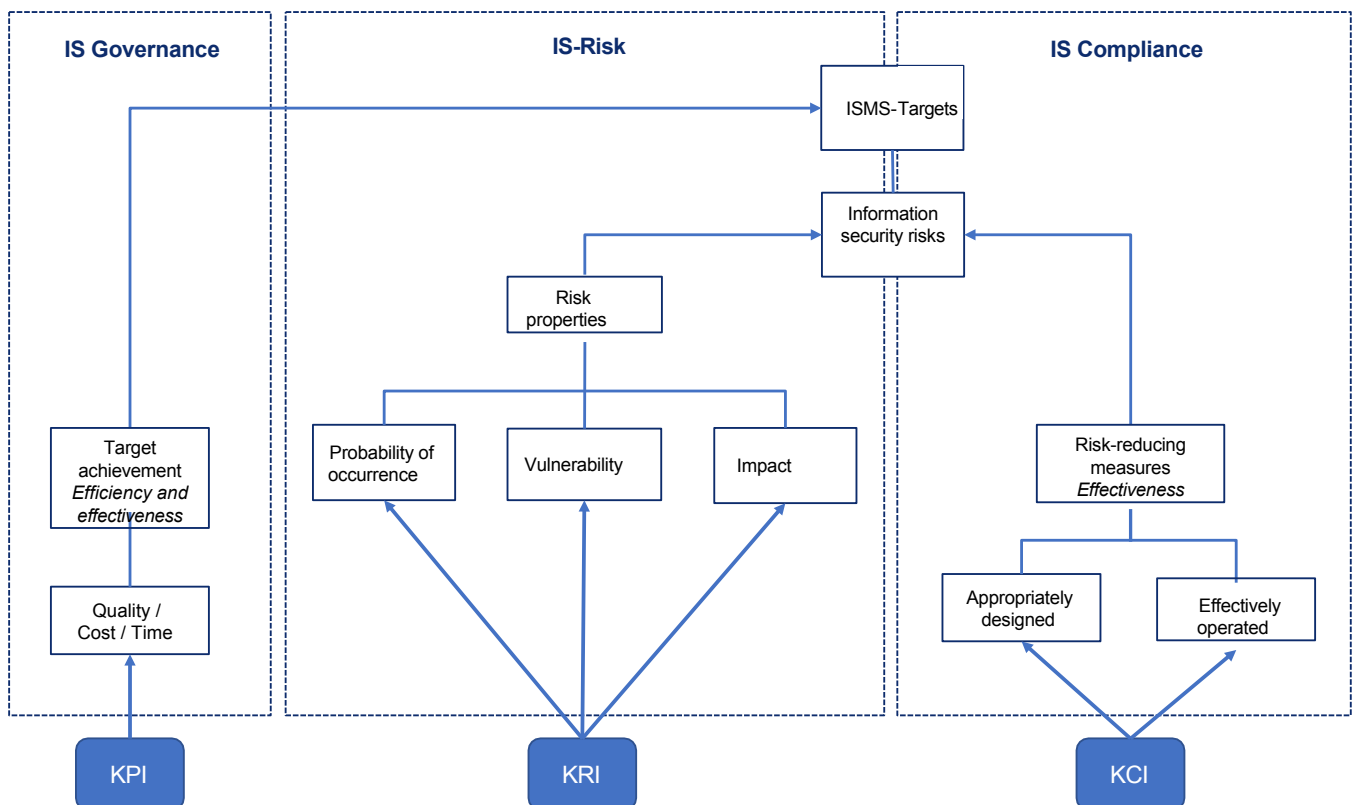 IS Governance
IS-Risk
IS Compliance
ISMS-Targets
Information
security risks
Risk
properties
Target
achievement
Efficiency and
effectiveness
Probability of
occurrence
Vulnerability
Impact
Risk-reducing
measures
Effectiveness
Quality /
Cost / Time
Appropriately
designed
Effectively
operated
KPI
KRI
KCI